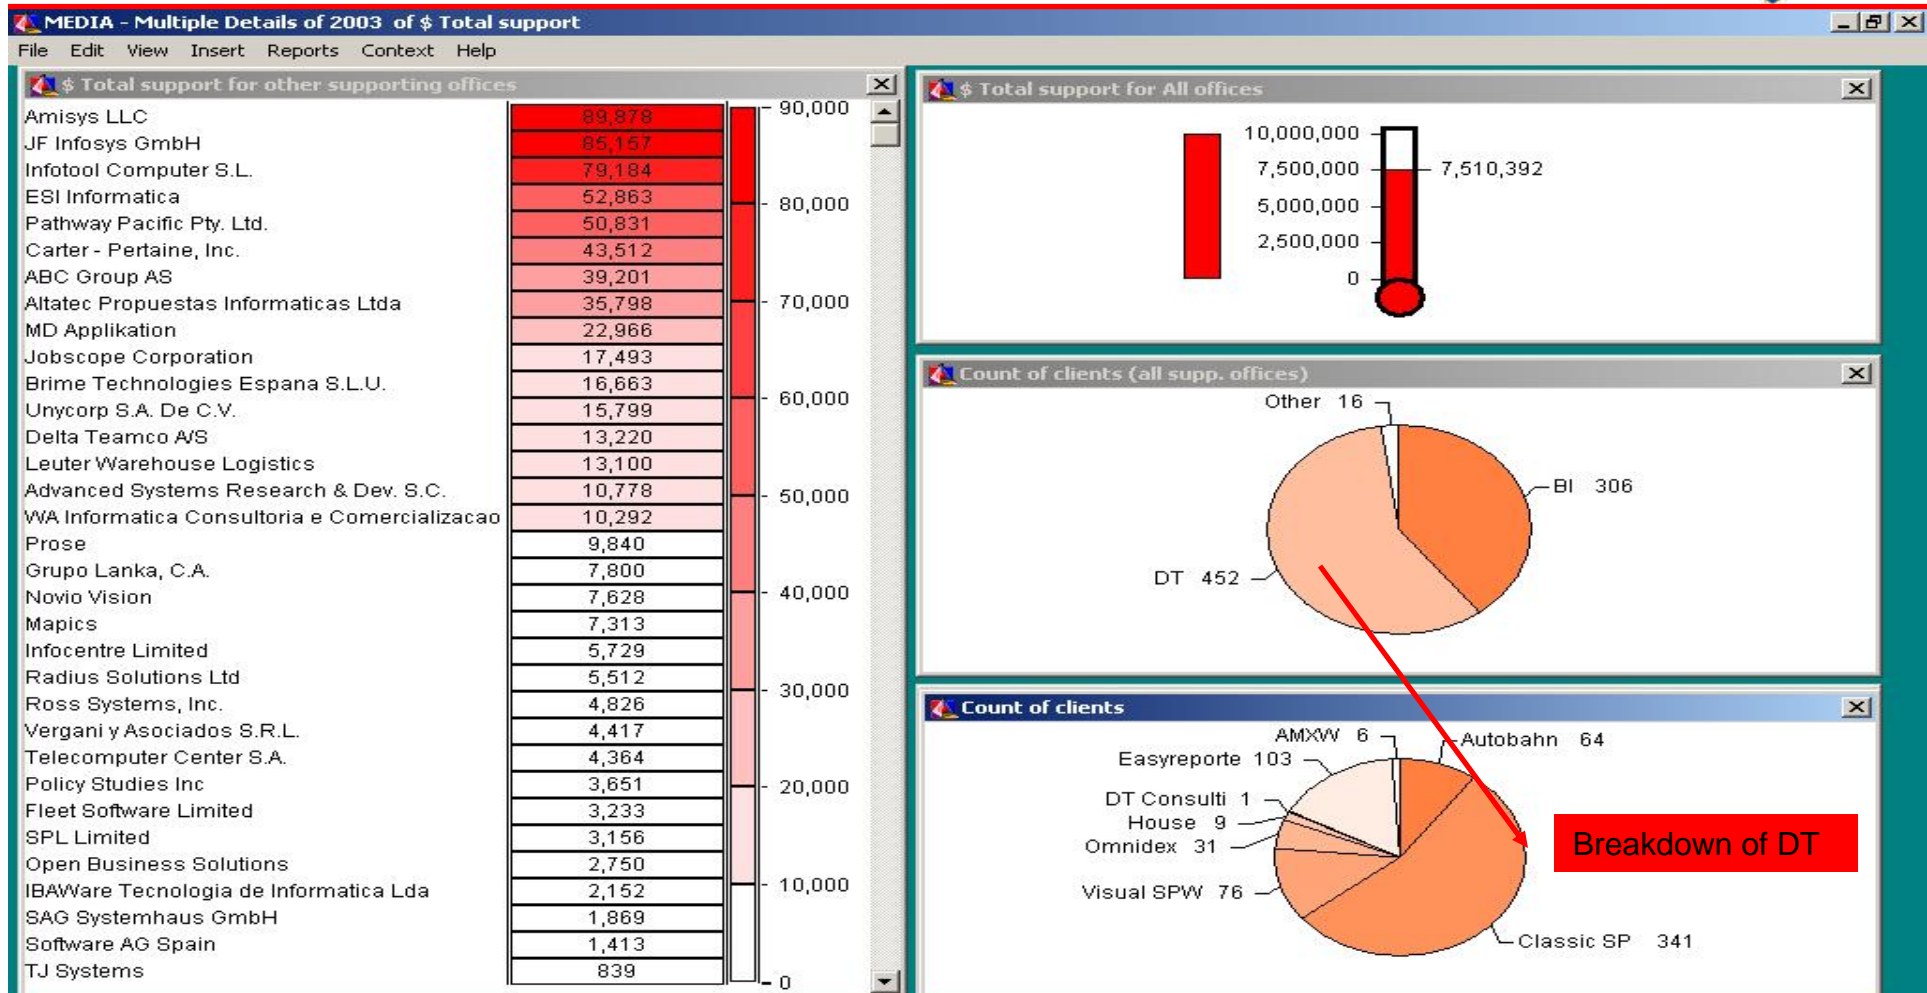 MEDIA - Multiple Details of 2003 of $ Total support
File Edit View Insert Reports Context Help
$ Total support for other supporting offices
Amisys LLC 89,878
JF Infosys GmbH 85,157
Infotool Computer S.L. 79,184
ESI Informatica 52,863
Pathway Pacific Pty. Ltd. 50,831
Carter - Pertaine, Inc. 43,512
ABC Group AS 39,201
Altatec Propuestas Informaticas Ltda 35,798
MD Applikation 22,966
Jobscope Corporation 17,493
Brime Technologies Espana S.L.U. 16,663
Unycorp S.A. De C.V. 15,799
Delta Teamco A/S 13,220
Leuter Warehouse Logistics 13,100
Advanced Systems Research & Dev. S.C. 10,778
WA Informatica Consultoria e Comercializacao 10,292
Prose 9,840
Grupo Lanka, C.A. 7,800
Novio Vision 7,628
Mapics 7,313
Infocentre Limited 5,729
Radius Solutions Ltd 5,512
Ross Systems, Inc. 4,826
Vergani y Asociados S.R.L. 4,417
Telecomputer Center S.A. 4,364
Policy Studies Inc 3,651
Fleet Software Limited 3,233
SPL Limited 3,156
Open Business Solutions 2,750
IBAWare Tecnologia de Informatica Lda 2,152
SAG Systemhaus GmbH 1,869
Software AG Spain 1,413
TJ Systems 839
90,000
80,000
70,000
60,000
50,000
40,000
30,000
20,000
10,000
0
$ Total support for All offices
10,000,000
7,500,000 7,510,392
5,000,000
2,500,000
0
Count of clients (all supp. offices)
Other 16
BI 306
DT 452
Count of clients
AMXW 6
Autobahn 64
Easyreporte 103
DT Consulti 1
House 9
Omnidex 31
Visual SPW 76
Classic SP 341
Breakdown of DT